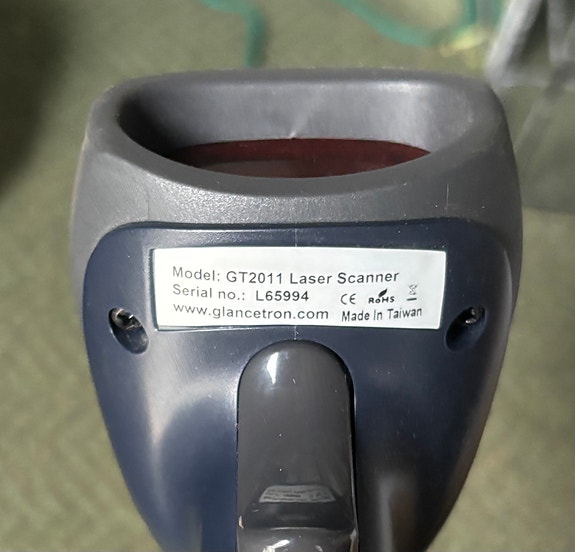 Model: GT2011 Laser Scanner
Serial no.: L65994
CE RoHS
www.glancetron.com Made In Taiwan